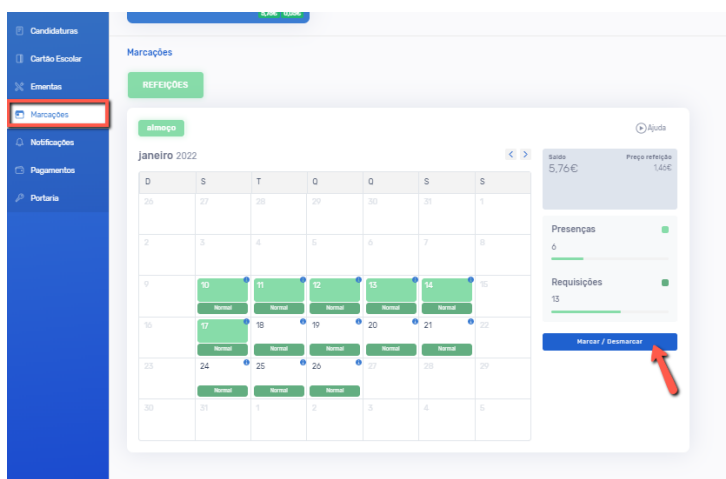 5,76€ 0,00€
Candidaturas
Cartão Escolar
Ementas
Marcações
Notificações
Pagamentos
Portaria
Marcações
REFEIÇÕES
almoço
Ajuda
janeiro 2022
< >
D S T Q Q S S
26 27 28 29 30 31 1
2 3 4 5 6 7 8
9 10 11 12 13 14 15
Normal Normal Normal Normal Normal
16 17 18 19 20 21 22
Normal Normal Normal Normal Normal
23 24 25 26 27 28 29
Normal Normal Normal
30 31 1 2 3 4 5
Saldo Preço refeição
5,76€ 1,46€
Presenças
6
Requisições
13
Marcar / Desmarcar